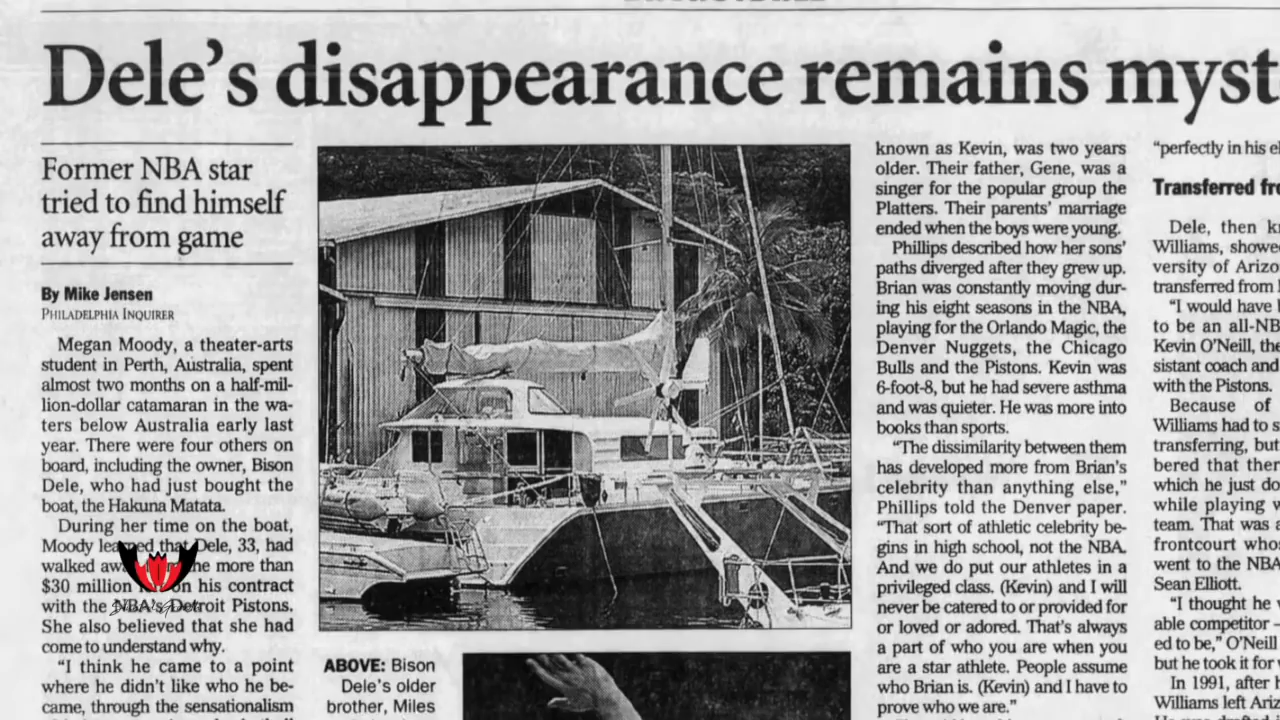 Dele's disappearance remains myst
Former NBA star
tried to find himself
away from game
By Mike Jensen
PHILADELPHIA INQUIRER
Megan Moody, a theater-arts
student in Perth, Australia, spent
almost two months on a half-mil-
lion-dollar catamaran in the wa-
ters below Australia early last
year. There were four others on
board, including the owner, Bison
Dele, who had just bought the
boat, the Hakuna Matata.
During her time on the boat,
Moody learned that Dele, 33, had
walked aw the more than
$30 million on his contract
with the NBA's Detroit Pistons.
She also believed that she had
come to understand why.
"I think he came to a point
where he didn't like who he be-
came, through the sensationalism
ABOVE: Bison
Dele's older
brother, Miles
known as Kevin, was two years
older. Their father, Gene, was a
singer for the popular group the
Platters. Their parents' marriage
ended when the boys were young.
Phillips described how her sons'
paths diverged after they grew up.
Brian was constantly moving dur-
ing his eight seasons in the NBA,
playing for the Orlando Magic, the
Denver Nuggets, the Chicago
Bulls and the Pistons. Kevin was
6-foot-8, but he had severe asthma
and was quieter. He was more into
books than sports.
"The dissimilarity between them
has developed more from Brian's
celebrity than anything else,"
Phillips told the Denver paper.
"That sort of athletic celebrity be-
gins in high school, not the NBA.
And we do put our athletes in a
privileged class. (Kevin) and I will
never be catered to or provided for
or loved or adored. That's always
a part of who you are when you
are a star athlete. People assume
who Brian is. (Kevin) and I have to
prove who we are."
"perfectly in his el
Transferred fro
Dele, then k
Williams, showe
versity of Arizo
transferred from
"I would have
to be an all-NB
Kevin O'Neill, the
sistant coach and
with the Pistons.
Because of
Williams had to s
transferring, but
bered that ther
which he just do
while playing w
team. That was a
frontcourt whos
went to the NBA
Sean Elliott.
"I thought he
able competitor –
ed to be," O'Neill
but he took it for
In 1991, after h
Williams left Ariz